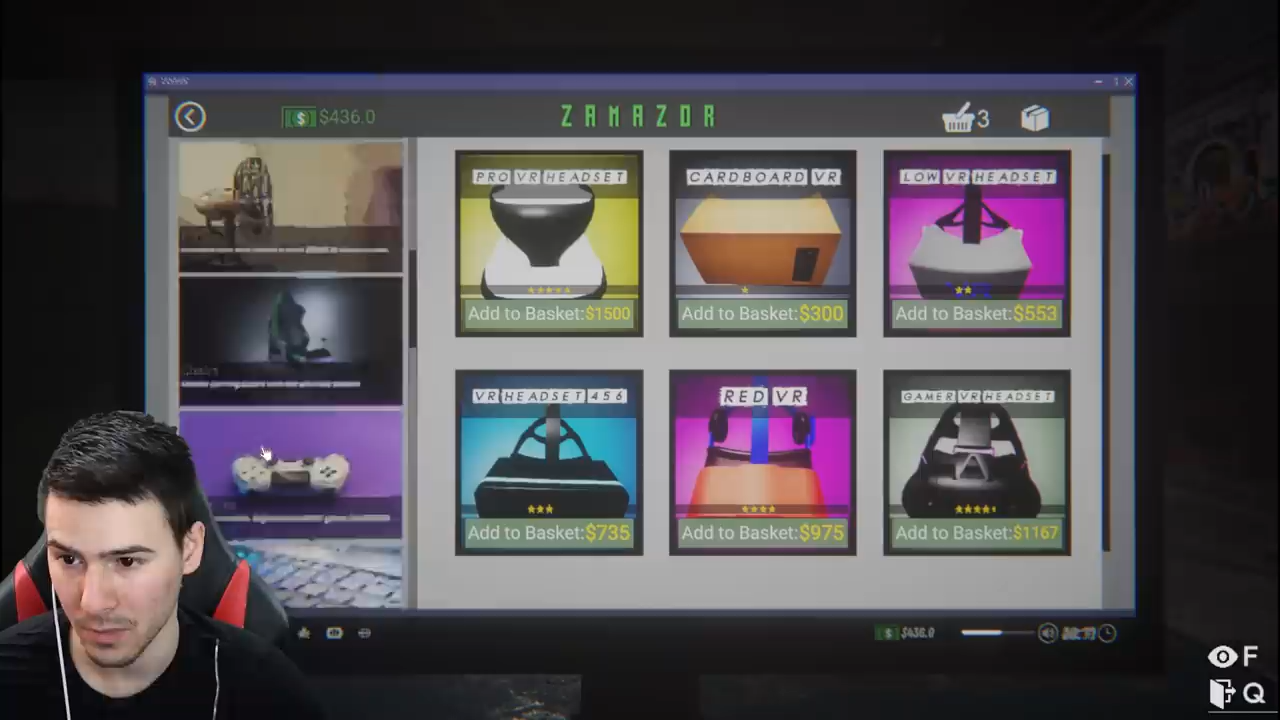 $436.0
ZAMAZOR
3
PRO VR HEADSET
Add to Basket:$1500
CARDBOARD VR
Add to Basket:$300
LOW VR HEADSET
Add to Basket:$553
VR HEADSET 456
Add to Basket:$735
RED VR
Add to Basket:$975
GAMER VR HEADSET
Add to Basket:$1167
$436.0
F
Q